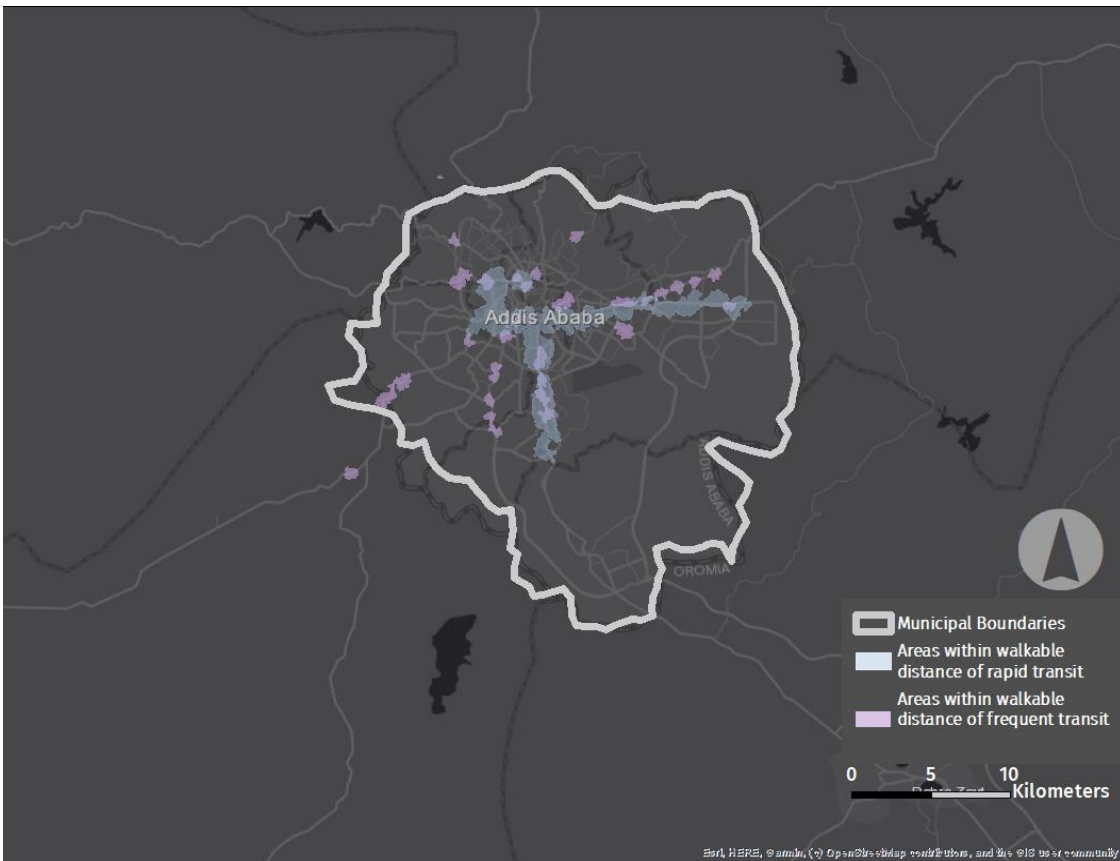 Addis Ababa
ADDIS ABABA
OROMIA
Municipal Boundaries
Areas within walkable
distance of rapid transit
Areas within walkable
distance of frequent transit
0 5 10
Kilometers
Esri, HERE, Garmin, (c) OpenStreetMap contributors, and the GIS user community